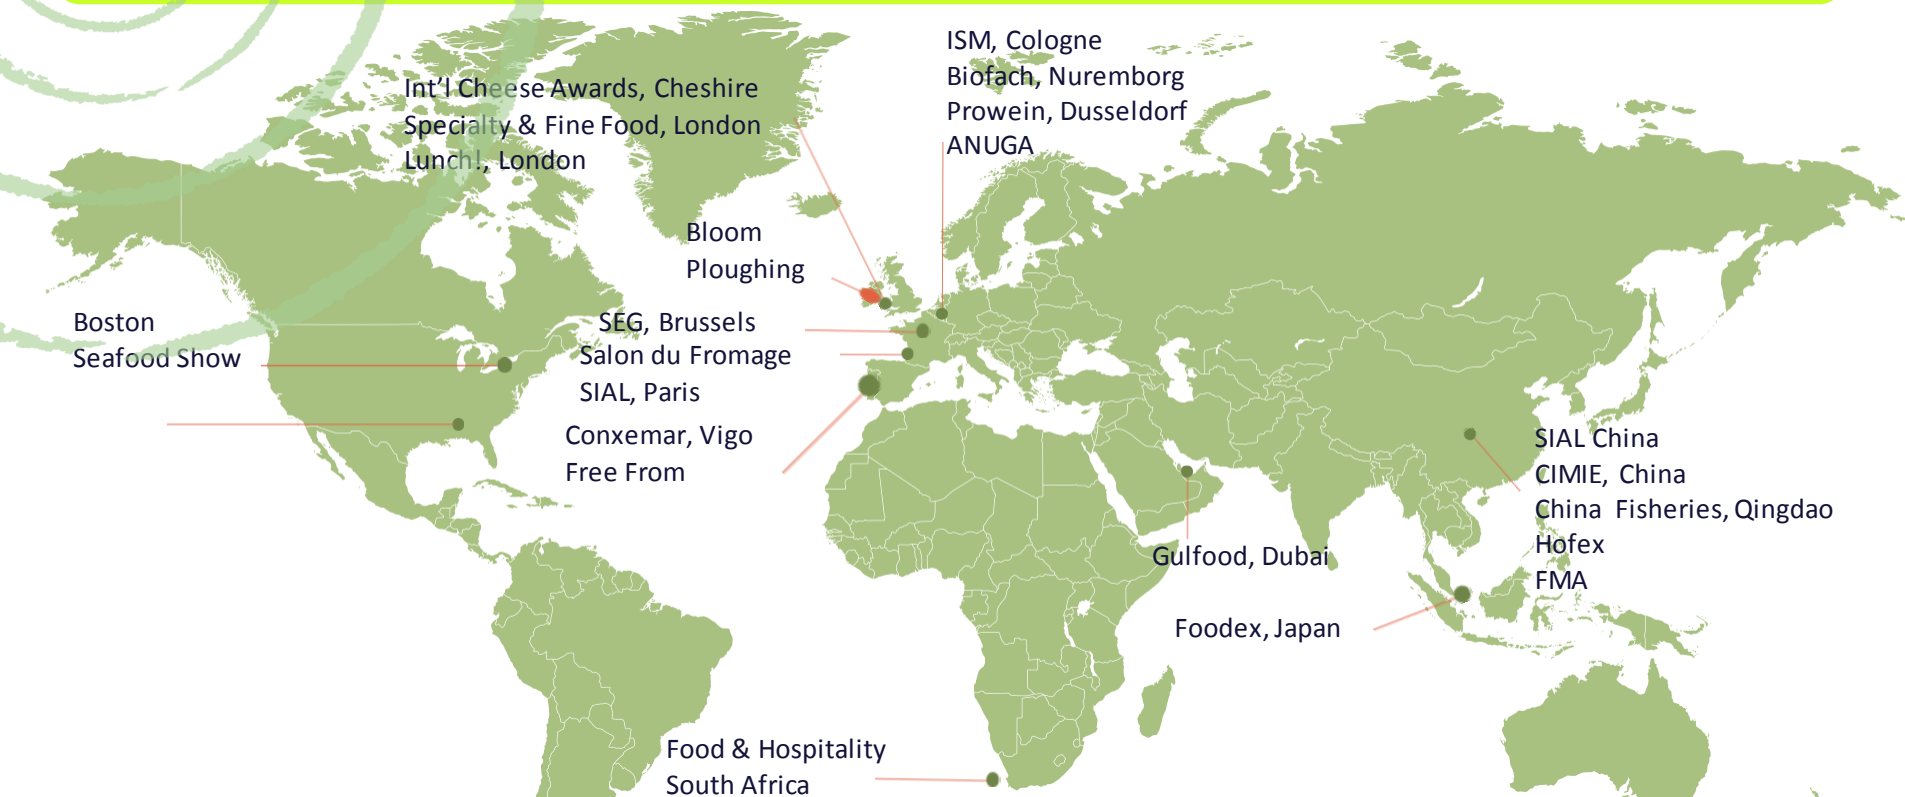 ISM, Cologne
Biofach, Nuremborg
Prowein, Dusseldorf
ANUGA
Int'l Cheese Awards, Cheshire
Specialty & Fine Food, London
Lunch!, London
Bloom
Ploughing
Boston
Seafood Show
SEG, Brussels
Salon du Fromage
SIAL, Paris
Conxemar, Vigo
Free From
SIAL China
CIMIE, China
China Fisheries, Qingdao
Hofex
FMA
Gulfood, Dubai
Foodex, Japan
Food & Hospitality
South Africa